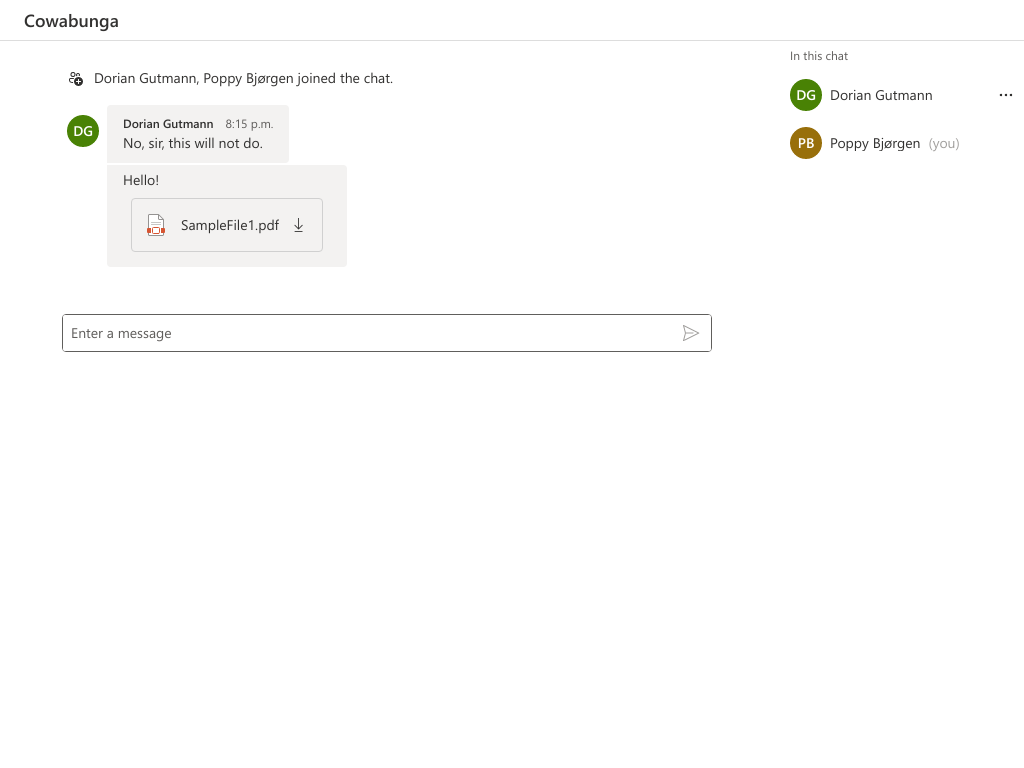 Cowabunga
In this chat
Dorian Gutmann, Poppy Bjørgen joined the chat.
DG Dorian Gutmann
DG
Dorian Gutmann 8:15 p.m.
No, sir, this will not do.
PB Poppy Bjørgen (you)
Hello!
SampleFile1.pdf
Enter a message